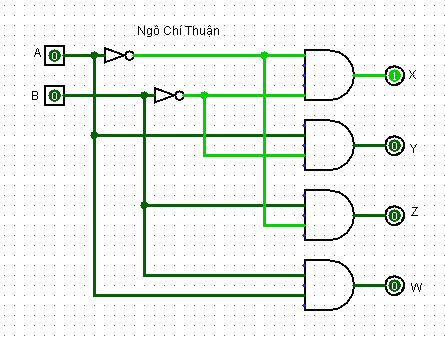 Ngô Chí Thuận
A 0
1 X
B 0
0 Y
0 Z
0 W